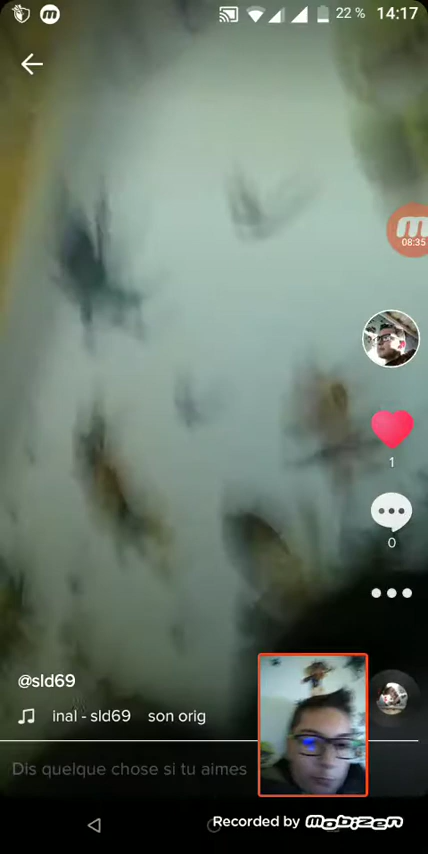 22 % 14:17
08:35
1
0
@sld69
inal - sld69 son orig
Dis quelque chose si tu aimes
Recorded by mobizen